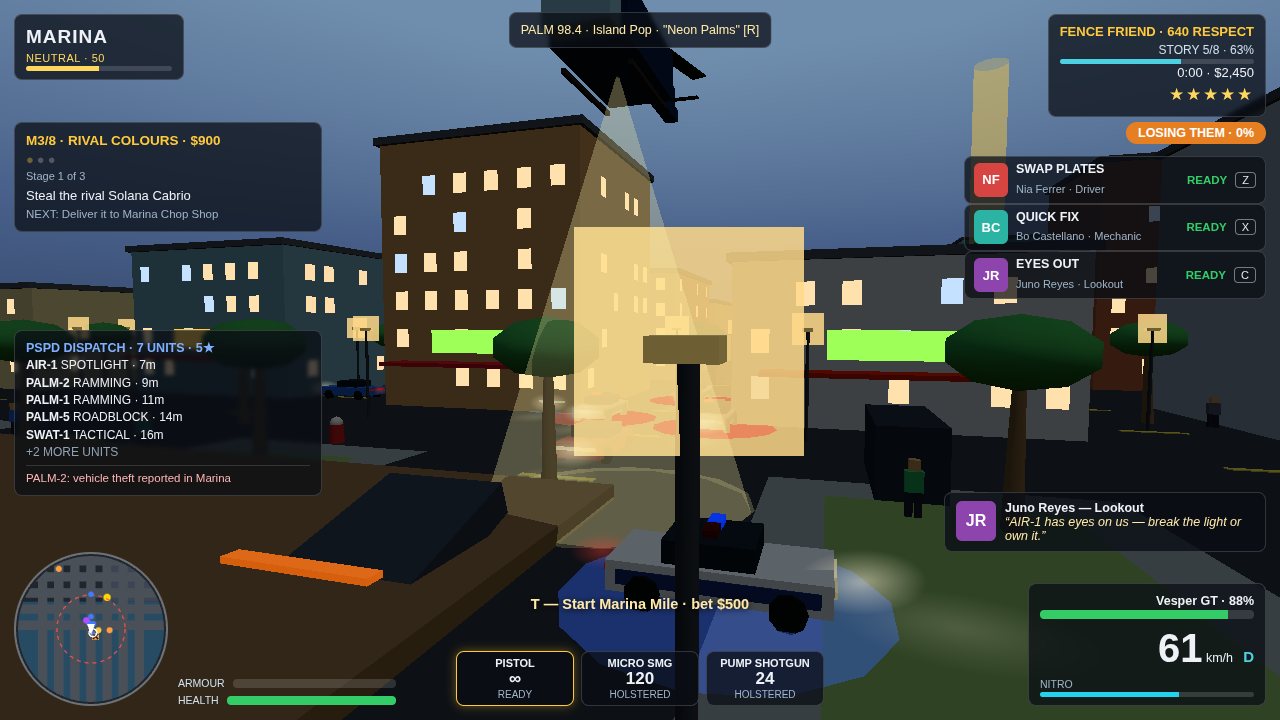 MARINA
NEUTRAL · 50
PALM 98.4 · Island Pop · "Neon Palms" [R]
FENCE FRIEND · 640 RESPECT
STORY 5/8 · 63%
0:00 · $2,450
★★★★★
LOSING THEM · 0%
M3/8 · RIVAL COLOURS · $900
Stage 1 of 3
Steal the rival Solana Cabrio
NEXT: Deliver it to Marina Chop Shop
NF
SWAP PLATES
Nia Ferrer · Driver
READY Z
BC
QUICK FIX
Bo Castellano · Mechanic
READY X
JR
EYES OUT
Juno Reyes · Lookout
READY C
PSPD DISPATCH · 7 UNITS · 5★
AIR-1 SPOTLIGHT · 7m
PALM-2 RAMMING · 9m
PALM-1 RAMMING · 11m
PALM-5 ROADBLOCK · 14m
SWAT-1 TACTICAL · 16m
+2 MORE UNITS
PALM-2: vehicle theft reported in Marina
JR
Juno Reyes — Lookout
“AIR-1 has eyes on us — break the light or
own it.”
T — Start Marina Mile · bet $500
ARMOUR
HEALTH
PISTOL
∞
READY
MICRO SMG
120
HOLSTERED
PUMP SHOTGUN
24
HOLSTERED
Vesper GT · 88%
61 km/h D
NITRO